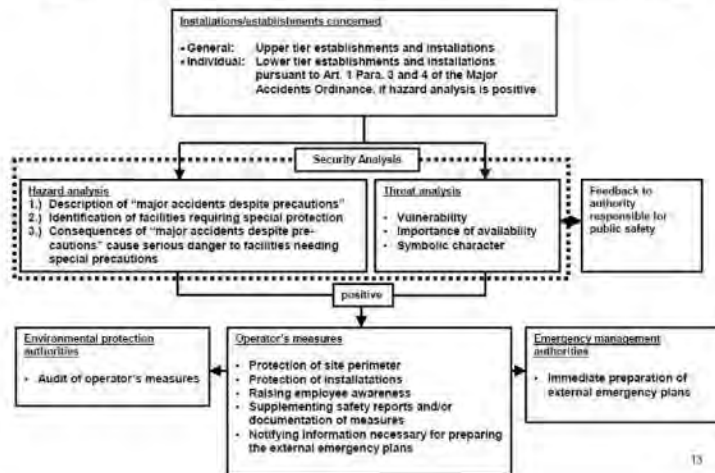 Installations/establishments concerned
• General: Upper tier establishments and installations
• Individual: Lower tier establishments and installations
pursuant to Art. 1 Para. 3 and 4 of the Major
Accidents Ordinance, if hazard analysis is positive
Security Analysis
Hazard analysis
1.) Description of "major accidents despite precautions"
2.) Identification of facilities requiring special protection
3.) Consequences of "major accidents despite pre-
cautions" cause serious danger to facilities needing
special precautions
Threat analysis
• Vulnerability
• Importance of availability
• Symbolic character
Feedback to
authority
responsible for
public safety
positive
Environmental protection
authorities
• Audit of operator's measures
Operator's measures
• Protection of site perimeter
• Protection of installatations
• Raising employee awareness
• Supplementing safety reports and/or
documentation of measures
• Notifying information necessary for preparing
the external emergency plans
Emergency management
authorities
• Immediate preparation of
external emergency plans
13